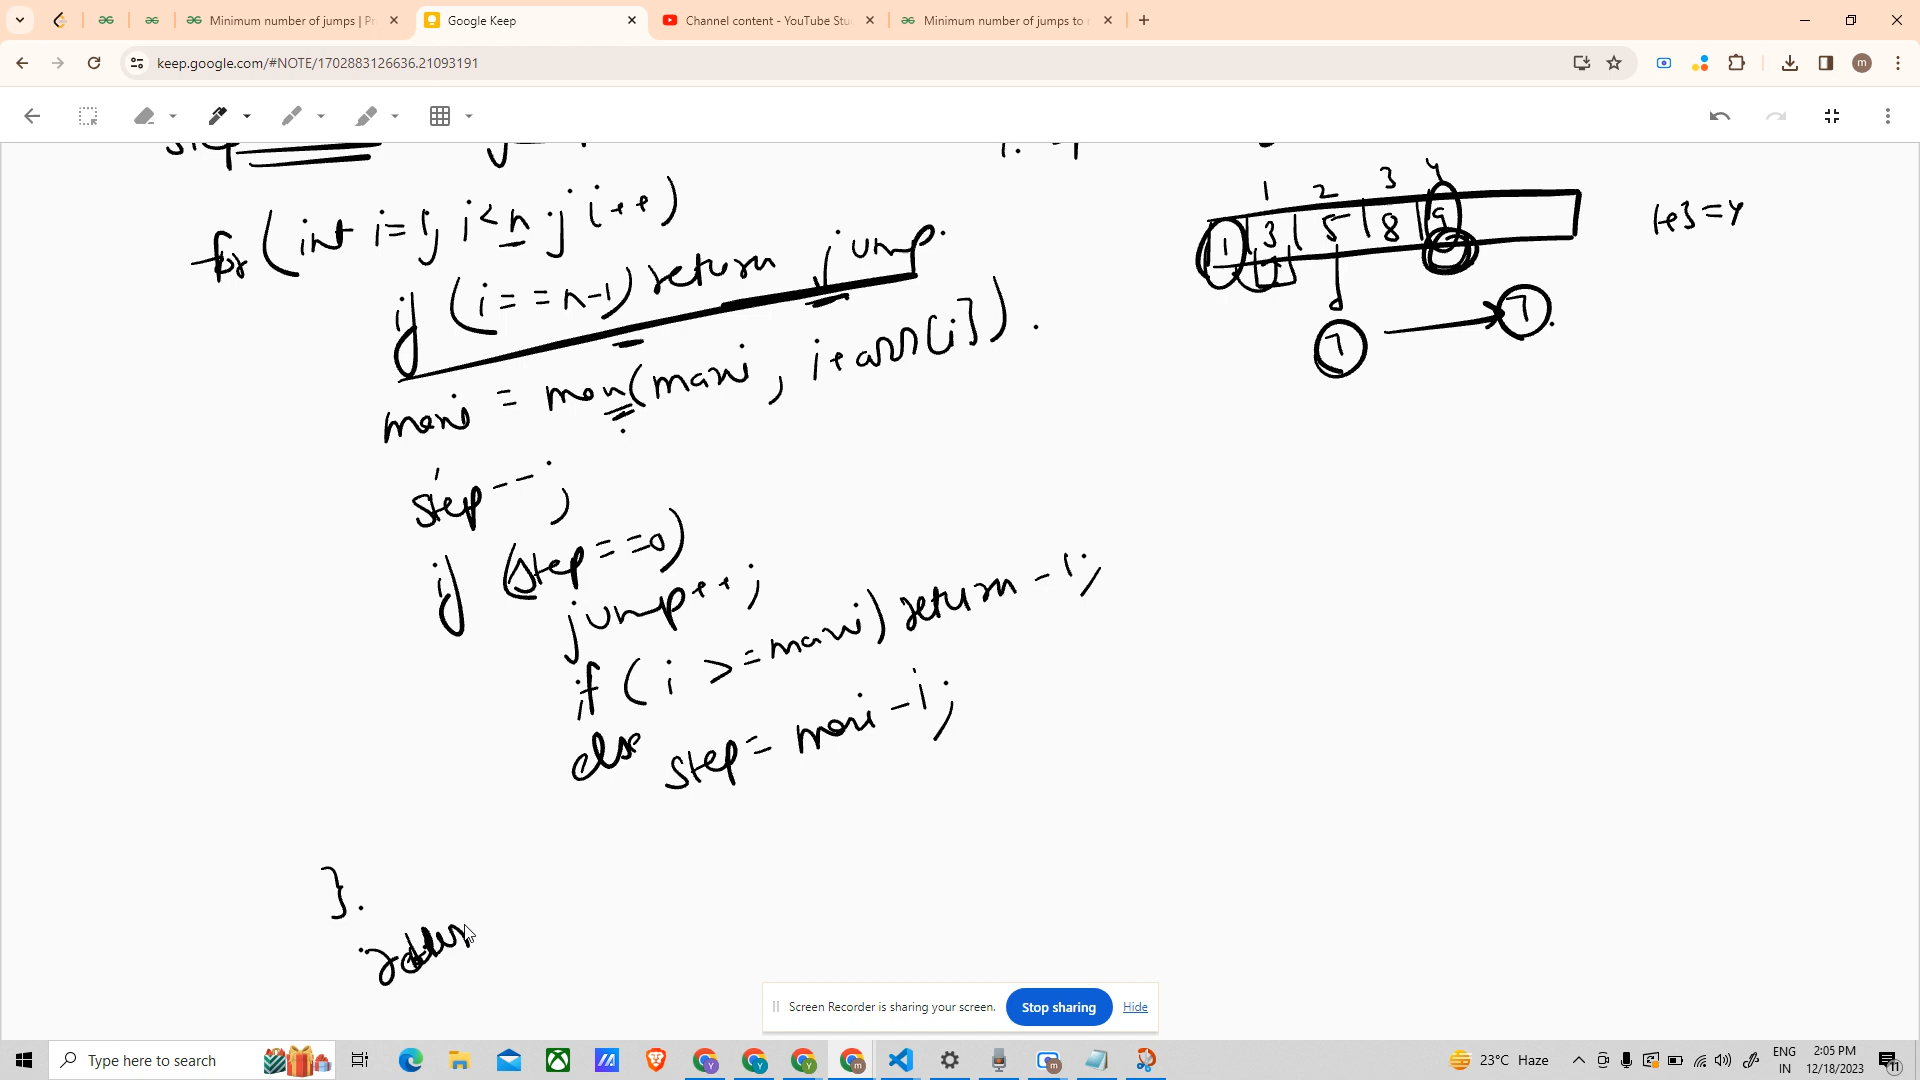 Minimum number of jumps | Pr
Google Keep
Channel content - YouTube Stu
Minimum number of jumps to r
keep.google.com/#NOTE/1702883126636.21093191
m
step
for (int i=1; i<n; i++)
if (i==n-1) return jump.
maxi = max(maxi, i+arr[i]).
step--;
if (step==0)
jump++;
if (i >= maxi) return -1;
else step = maxi - i;
}.
1 2 3 4
1 3 5 8 9
7 7.
1+3=4
Screen Recorder is sharing your screen. Stop sharing Hide
Type here to search
23°C Haze
ENG
IN
2:05 PM
12/18/2023
11